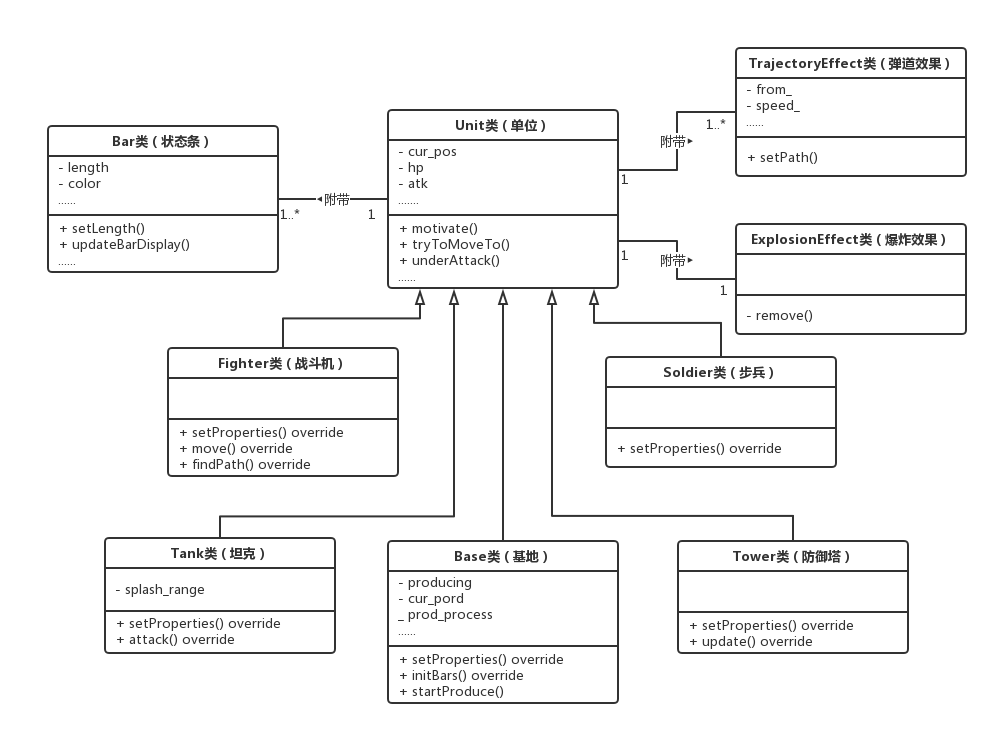 TrajectoryEffect类 ( 弹道效果 )
- from_
- speed_
......
+ setPath()
Unit类 ( 单位 )
- cur_pos
- hp
- atk
.......
+ motivate()
+ tryToMoveTo()
+ underAttack()
......
Bar类 ( 状态条 )
- length
- color
......
+ setLength()
+ updateBarDisplay()
......
1..*
附带
1
1..*
附带
1
1
附带
1
ExplosionEffect类 ( 爆炸效果 )
- remove()
Fighter类 ( 战斗机 )
+ setProperties() override
+ move() override
+ findPath() override
Soldier类 ( 步兵 )
+ setProperties() override
Tank类 ( 坦克 )
- splash_range
+ setProperties() override
+ attack() override
Base类 ( 基地 )
- producing
- cur_pord
_ prod_process
......
+ setProperties() override
+ initBars() override
+ startProduce()
Tower类 ( 防御塔 )
+ setProperties() override
+ update() override